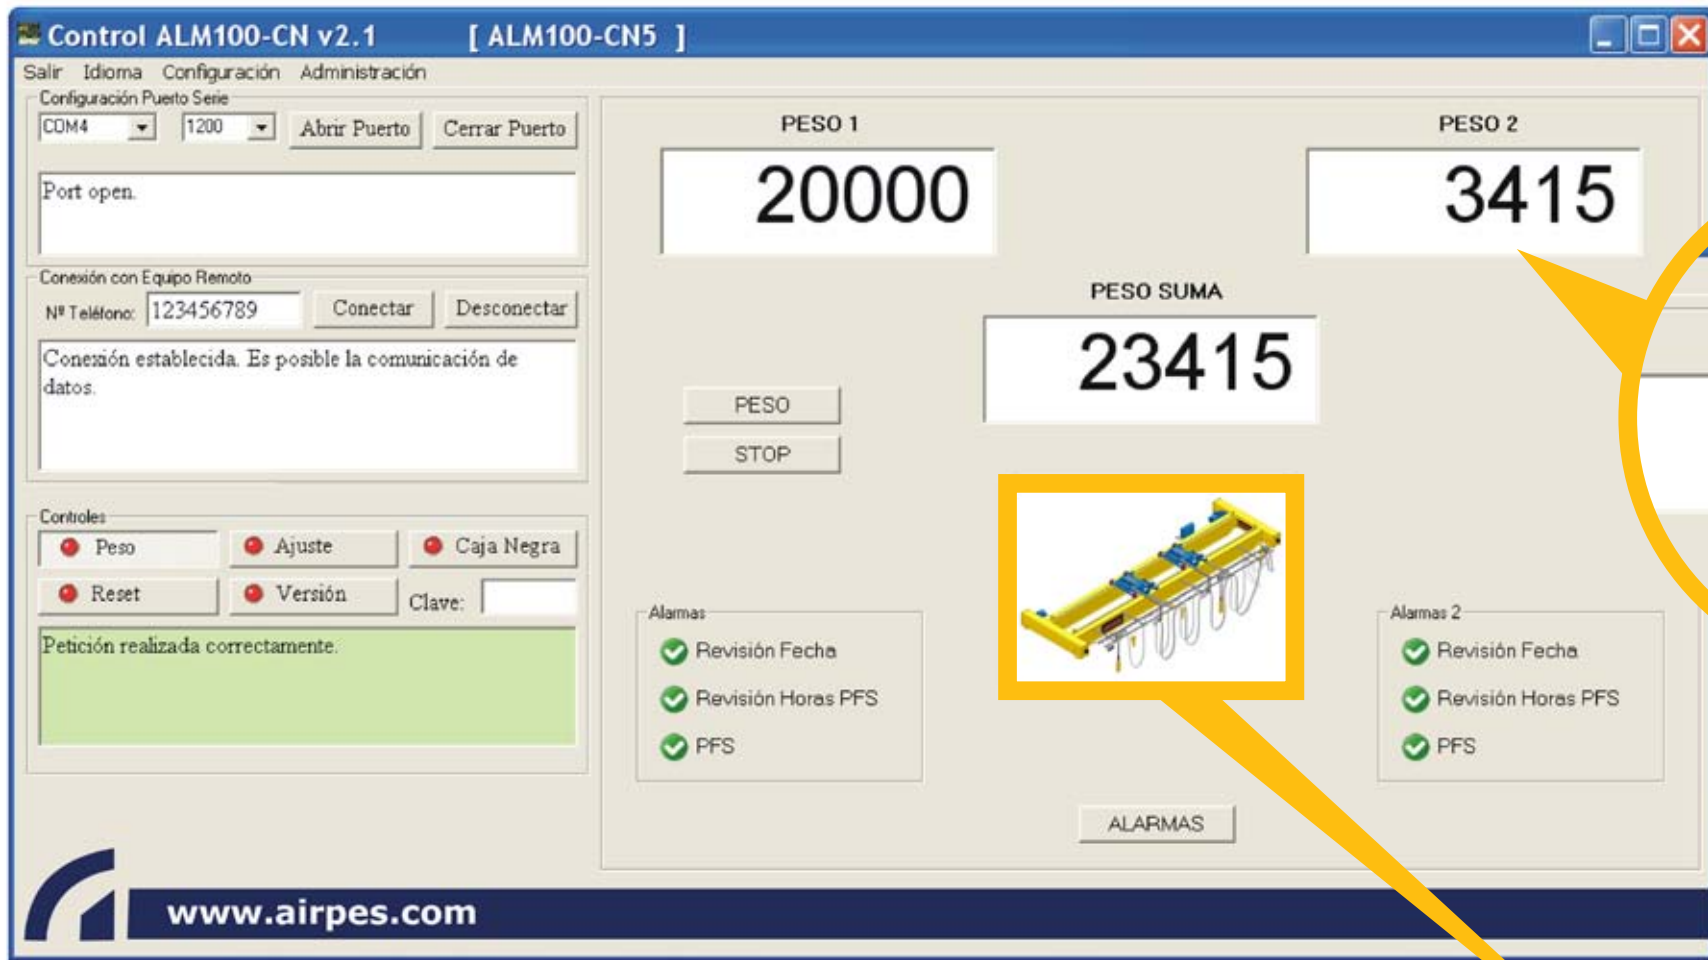 Control ALM100-CN v2.1 [ ALM100-CN5 ]
Salir Idioma Configuración Administración
Configuración Puerto Serie
COM4 1200 Abrir Puerto Cerrar Puerto
Port open.
Conexión con Equipo Remoto
Nº Teléfono: 123456789 Conectar Desconectar
Conexión establecida. Es posible la comunicación de
datos.
Controles
Peso Ajuste Caja Negra
Reset Versión Clave:
Petición realizada correctamente.
PESO 1
20000
PESO 2
3415
PESO SUMA
23415
PESO
STOP
Alarmas
Revisión Fecha
Revisión Horas PFS
PFS
Alarmas 2
Revisión Fecha
Revisión Horas PFS
PFS
ALARMAS
www.airpes.com